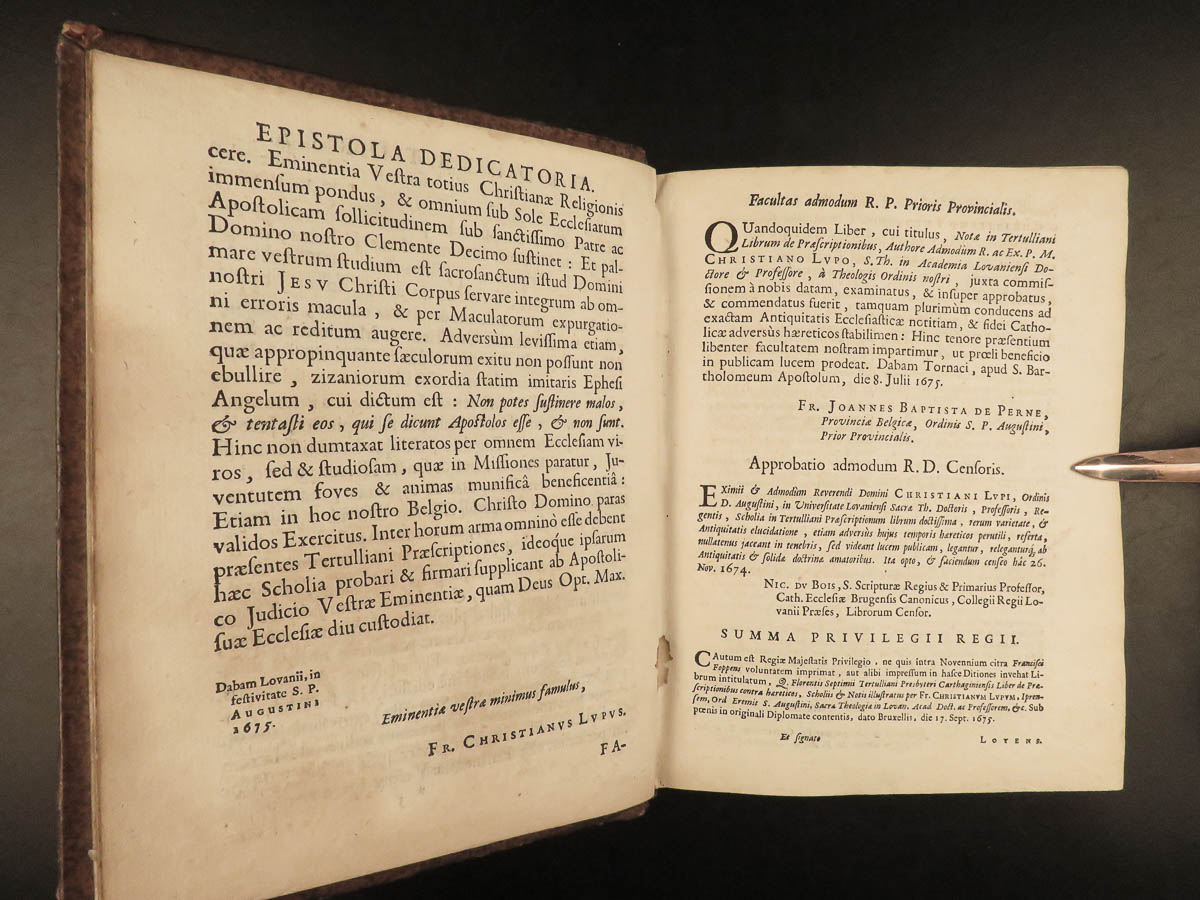 EPISTOLA DEDICATORIA.
cere. Eminentia Veſtra totius Chriſtianæ Religionis
immenſum pondus, & omnium ſub Sole Eccleſiarum
Apoſtolicam ſollicitudinem ſub ſanctiſſimo Patre ac
Domino noſtro Clemente Decimo ſuſtinet : Et pal-
mare veſtrum ſtudium eſt ſacroſanctum iſtud Domini
noſtri JESV Chriſti Corpus ſervare integrum ab om-
ni erroris macula , & per Maculatorum expurgatio-
nem ac reditum augere. Adverſùm leviſſima etiam,
quæ appropinquante ſæculorum exitu non poſſunt non
ebullire , zizaniorum exordia ſtatim imitaris Epheſi
Angelum , cui dictum eſt : Non potes ſuſtinere malos ,
& tentaſti eos , qui ſe dicunt Apoſtolos eſſe , & non ſunt.
Hinc non dumtaxat literatos per omnem Eccleſiam vi-
ros , ſed & ſtudioſam , quæ in Miſſiones paratur , Ju-
ventutem foves & animas munificâ beneficentiâ :
Etiam in hoc noſtro Belgio. Chriſto Domino paras
validos Exercitus. Inter horum arma omninò eſſe debent
præſentes Tertulliani Præſcriptiones, ideoque ipſarum
hæc Scholia probari & firmari ſupplicant ab Apoſtoli-
co Judicio Veſtræ Eminentiæ, quam Deus Opt. Max.
ſuæ Eccleſiæ diu cuſtodiat.
Dabam Lovanii, in
feſtivitate S. P.
AUGUSTINI
1675.
Eminentiæ veſtræ minimus famulus ,
FR. CHRISTIANVS LVPVS.
FA-
Facultas admodum R. P. Prioris Provincialis.
QUandoquidem Liber , cui titulus , Notæ in Tertulliani
Librum de Præſcriptionibus, Authore Admodum R. ac Ex. P. M.
CHRISTIANO LVPO, S. Th. in Academia Lovanienſi Do-
ctore & Profeſſore , à Theologis Ordinis noſtri , juxta commiſ-
ſionem à nobis datam, examinatus , & inſuper approbatus,
& commendatus fuerit , tamquam plurimùm conducens ad
exactam Antiquitatis Eccleſiaſticæ notitiam, & fidei Catho-
licæ adversùs hæreticos ſtabilimen : Hinc tenore præſentium
libenter facultatem noſtram impartimur, ut prœli beneficio
in publicam lucem prodeat. Dabam Tornaci, apud S. Bar-
tholomeum Apoſtolum, die 8. Julii 1675.
FR. JOANNES BAPTISTA DE PERNE,
Provinciæ Belgicæ, Ordinis S. P. Auguſtini,
Prior Provincialis.
Approbatio admodum R. D. Cenſoris.
EXimii & Admodùm Reverendi Domini CHRISTIANI LVPI, Ordinis
D. Auguſtini, in Univerſitate Lovanienſi Sacræ Th. Doctoris , Profeſſoris , Re-
gentis , Scholia in Tertulliani Præſcriptionum librum doctiſſima , rerum varietate, &
Antiquitatis elucidatione , etiam adverſùs hujus temporis hæreticos perutili , referta,
nullatenus jaceant in tenebris , ſed videant lucem publicam , legantur , relegantur, ab
Antiquitatis & ſolidæ doctrinæ amatoribus. Ita opto, & faciendum cenſeo hâc 26.
Nov. 1674.
NIC. DV BOIS, S. Scripturæ Regius & Primarius Profeſſor,
Cath. Eccleſiæ Brugenſis Canonicus , Collegii Regii Lo-
vanii Præſes, Librorum Cenſor.
SUMMA PRIVILEGII REGII.
CAutum eſt Regiæ Majeſtatis Privilegio , ne quis intra Novennium citra Franciſci
Foppens voluntatem imprimat, aut alibi impreſſum in haſce Ditiones invehat Li-
brum intitulatum , Q. Florentis Septimii Tertulliani Presbyteri Carthaginienſis Liber de Præ-
ſcriptionibus contra hæreticos, Scholiis & Notis illuſtratus per Fr. CHRISTIANUM LUPUM, Ipren-
ſem, Ord Eremit S. Auguſtini, Sacra Theologiæ in Lovan. Acad Doct. ac Profeſſorem, &c. Sub
pœnis in originali Diplomate contentis, dato Bruxellis, die 17. Sept. 1675.
Et ſignato
LOYENS.